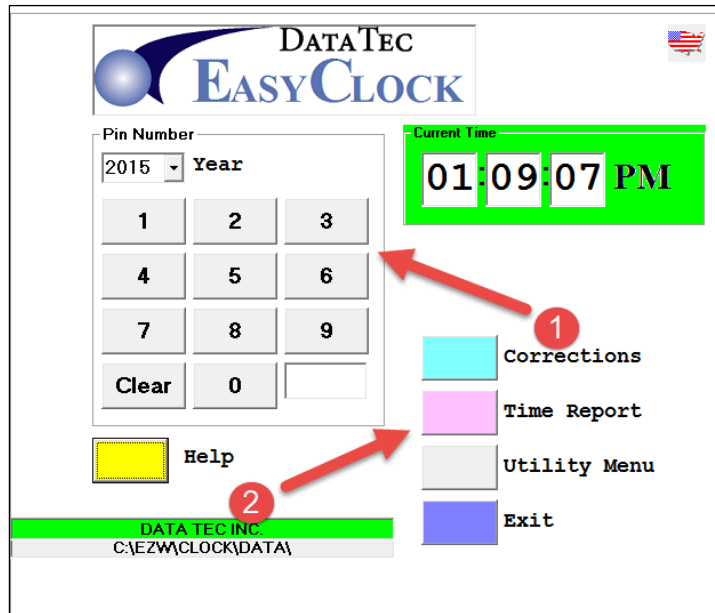 DATATEC
EASYCLOCK
Pin Number
2015 Year
1 2 3
4 5 6
7 8 9
Clear 0
Help
Current Time
01:09:07 PM
1
Corrections
Time Report
Utility Menu
Exit
2
DATA TEC INC.
C:\EZW\CLOCK\DATA\